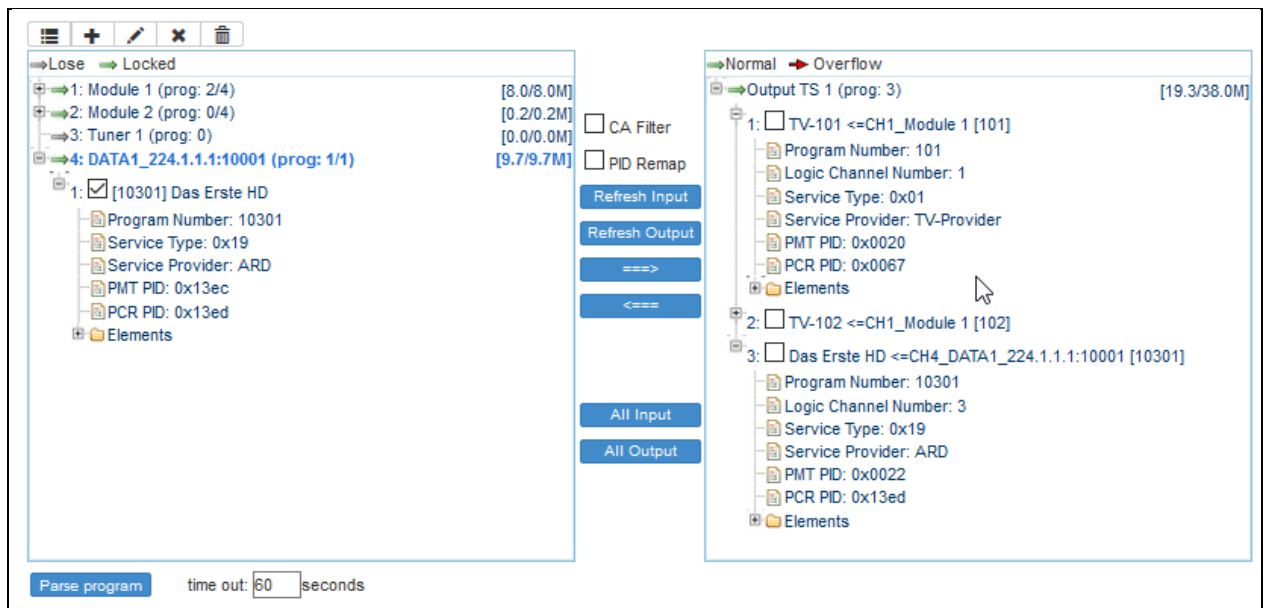 Lose Locked
1: Module 1 (prog: 2/4) [8.0/8.0M]
2: Module 2 (prog: 0/4) [0.2/0.2M]
3: Tuner 1 (prog: 0) [0.0/0.0M]
4: DATA1_224.1.1.1:10001 (prog: 1/1) [9.7/9.7M]
1: [10301] Das Erste HD
Program Number: 10301
Service Type: 0x19
Service Provider: ARD
PMT PID: 0x13ec
PCR PID: 0x13ed
Elements
CA Filter
PID Remap
Refresh Input
Refresh Output
===>
<===
All Input
All Output
Normal Overflow
Output TS 1 (prog: 3) [19.3/38.0M]
1: TV-101 <=CH1_Module 1 [101]
Program Number: 101
Logic Channel Number: 1
Service Type: 0x01
Service Provider: TV-Provider
PMT PID: 0x0020
PCR PID: 0x0067
Elements
2: TV-102 <=CH1_Module 1 [102]
3: Das Erste HD <=CH4_DATA1_224.1.1.1:10001 [10301]
Program Number: 10301
Logic Channel Number: 3
Service Type: 0x19
Service Provider: ARD
PMT PID: 0x0022
PCR PID: 0x13ed
Elements
Parse program time out: 60 seconds